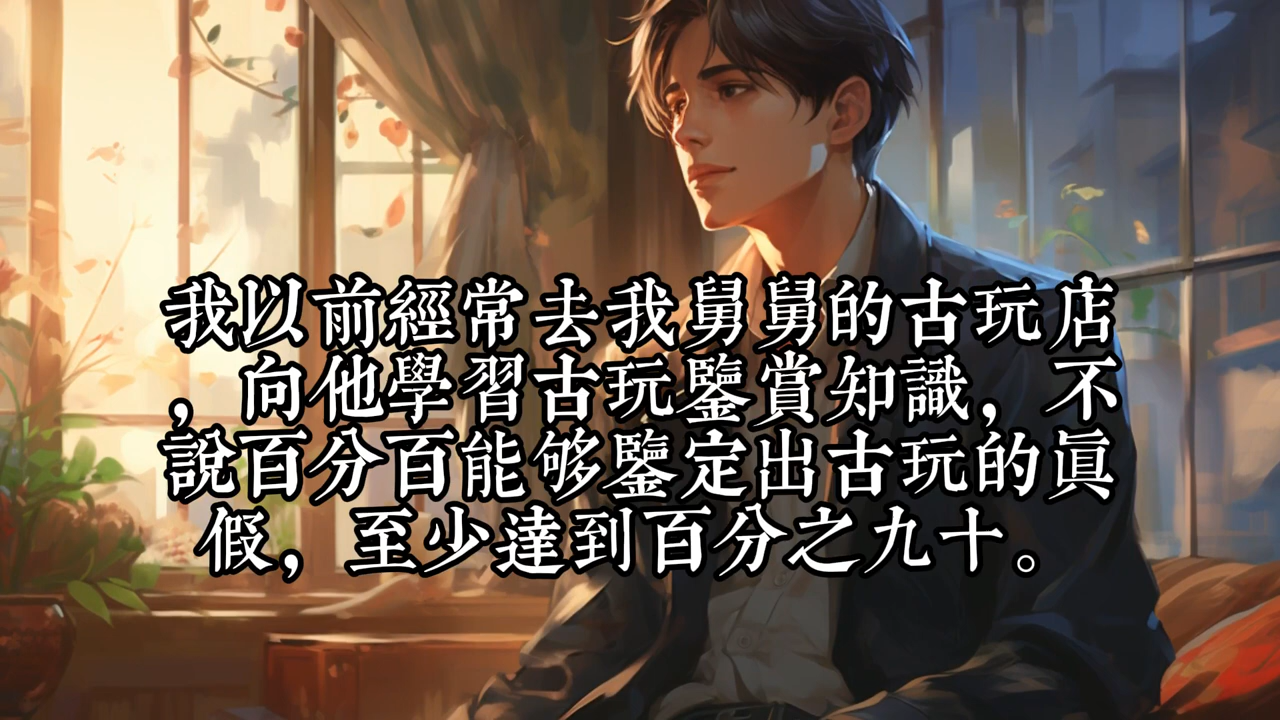 我以前經常去我舅舅的古玩店
，向他學習古玩鑒賞知識，不
說百分百能够鑒定出古玩的眞
假，至少達到百分之九十。